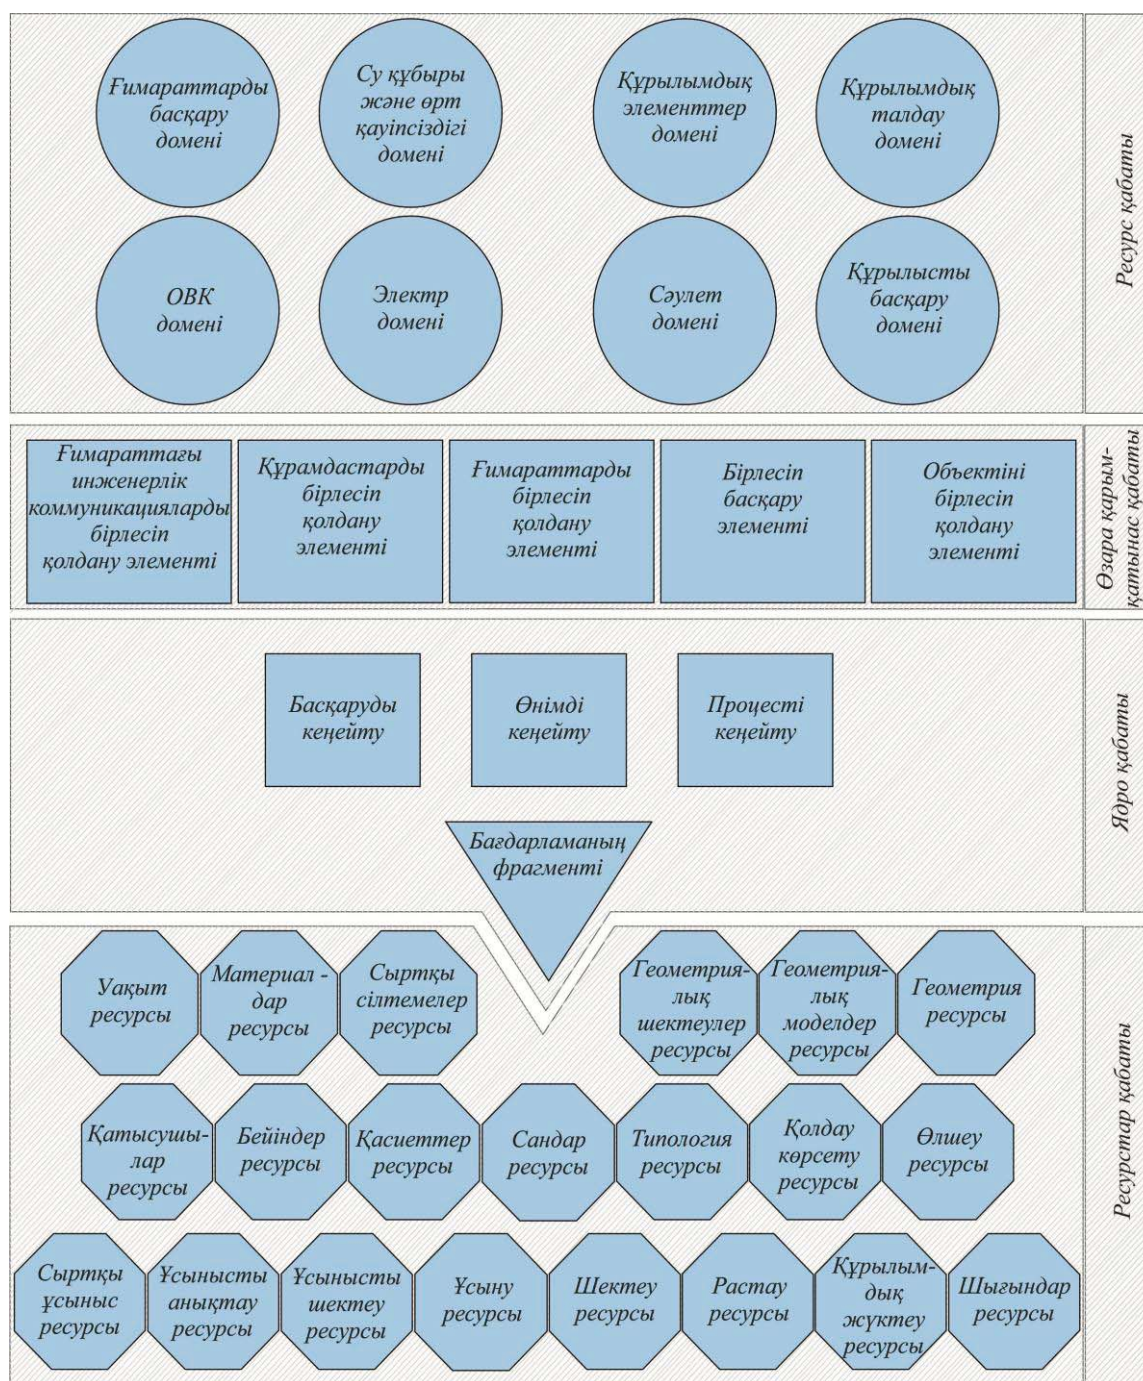 Ғимараттарды
басқару
домені
Су құбыры
және өрт
қауіпсіздігі
домені
Құрылымдық
элементтер
домені
Құрылымдық
талдау
домені
ОВК
домені
Электр
домені
Сәулет
домені
Құрылысты
басқару
домені
Ресурс қабаты
Ғимараттағы
инженерлік
коммуникацияларды
бірлесіп
қолдану элементі
Құрамдастарды
бірлесіп
қолдану
элементі
Ғимараттарды
бірлесіп
қолдану
элементі
Бірлесіп
басқару
элементі
Объектіні
бірлесіп
қолдану
элементі
Өзара қарым-
қатынас қабаты
Басқаруды
кеңейту
Өнімді
кеңейту
Процесті
кеңейту
Бағдарламаның
фрагменті
Ядро қабаты
Уақыт
ресурсы
Материал -
дар
ресурсы
Сыртқы
сілтемелер
ресурсы
Геометрия-
лық
шектеулер
ресурсы
Геометрия-
лық
моделдер
ресурсы
Геометрия
ресурсы
Қатысушы-
лар
ресурсы
Бейіндер
ресурсы
Қасиеттер
ресурсы
Сандар
ресурсы
Типология
ресурсы
Қолдау
көрсету
ресурсы
Өлшеу
ресурсы
Сыртқы
ұсыныс
ресурсы
Ұсынысты
анықтау
ресурсы
Ұсынысты
шектеу
ресурсы
Ұсыну
ресурсы
Шектеу
ресурсы
Растау
ресурсы
Құрылым-
дық
жүктеу
ресурсы
Шығындар
ресурсы
Ресурстар қабаты